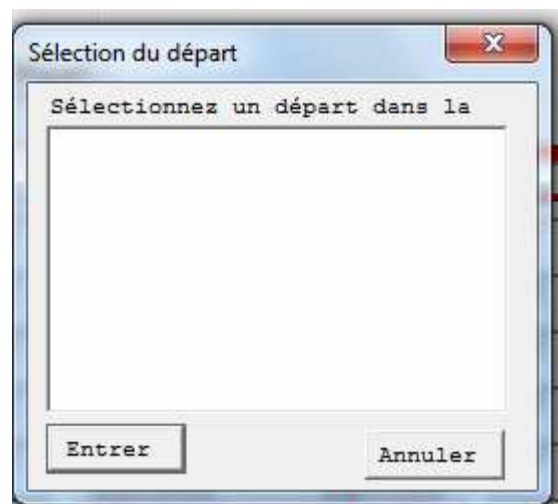 Sélection du départ
Sélectionnez un départ dans la
Entrer
Annuler